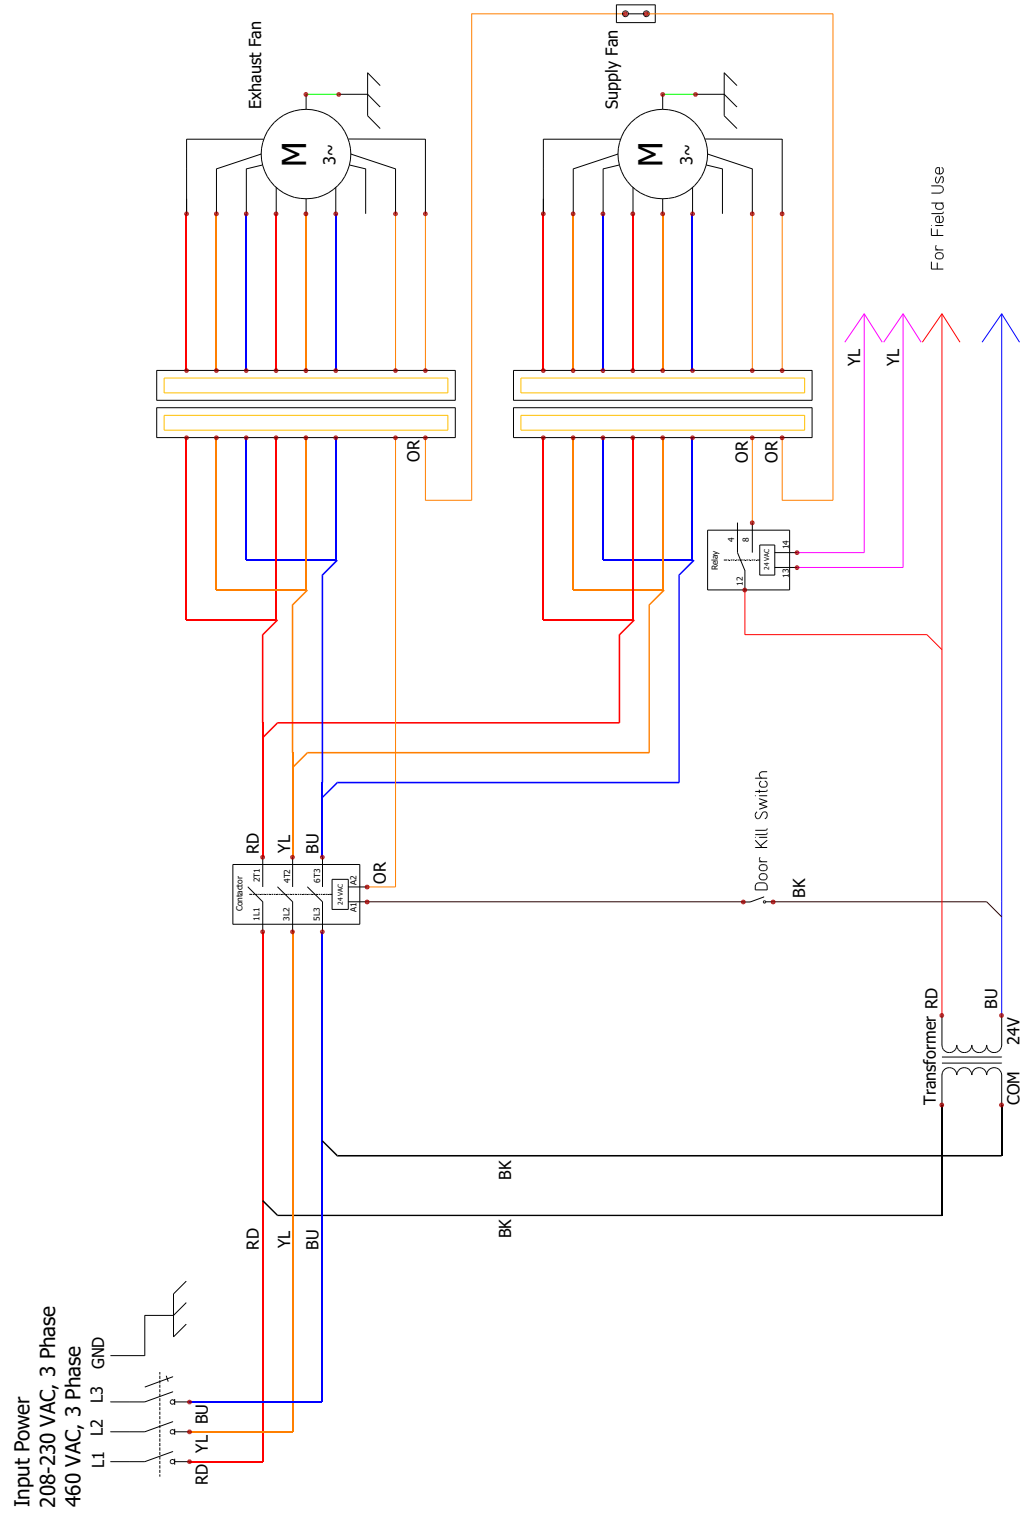 Input Power
208-230 VAC, 3 Phase
460 VAC, 3 Phase
L1
L2
L3
GND
RD
YL
BU
RD
YL
BU
BK
BK
Contactor
1L1
2T1
3L2
4T2
5L3
6T3
24VAC
A1
A2
RD
YL
BU
OR
Transformer
COM
24V
RD
BU
BK
Door Kill Switch
Relay
12
4
8
24VAC
13
14
OR
OR
OR
YL
YL
For Field Use
Exhaust Fan
M
3~
Supply Fan
M
3~